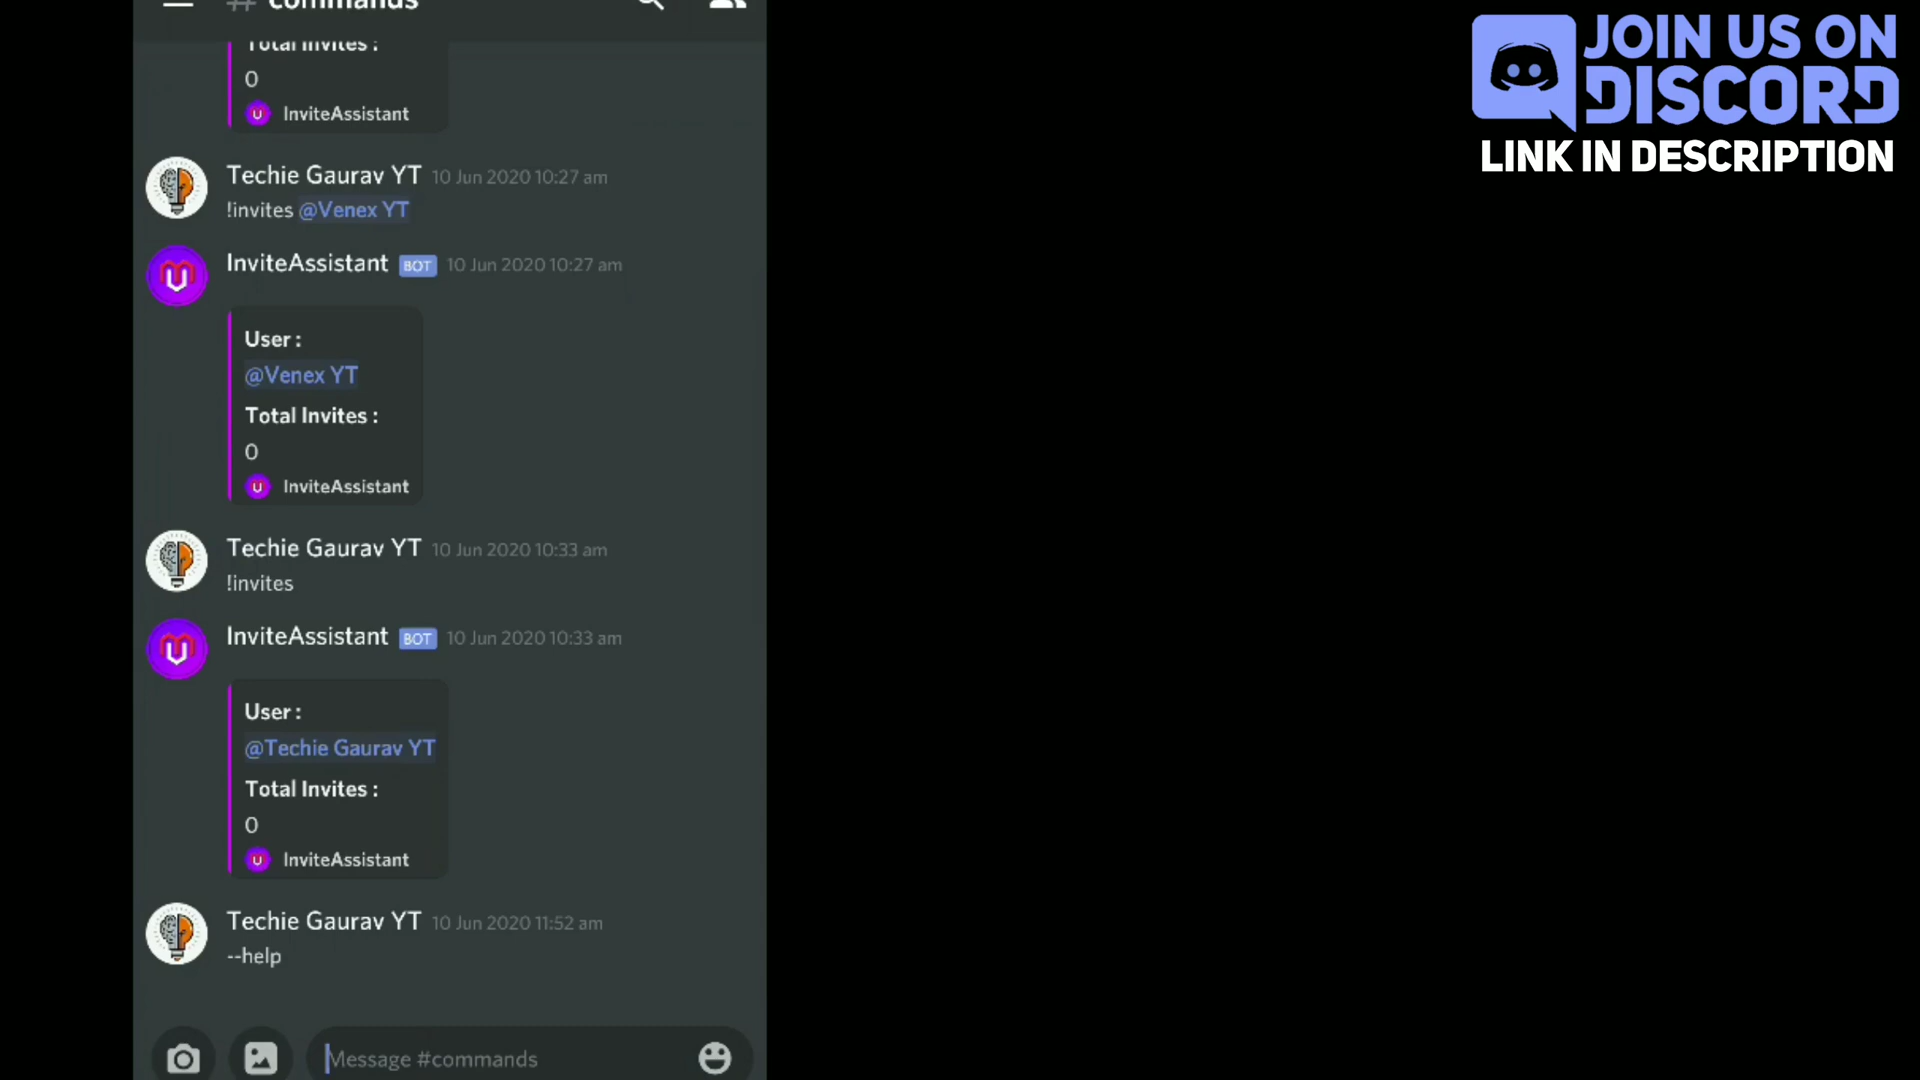 # commands
Total Invites :
0
InviteAssistant
Techie Gaurav YT 10 Jun 2020 10:27 am
!invites @Venex YT
InviteAssistant BOT 10 Jun 2020 10:27 am
User :
@Venex YT
Total Invites :
0
InviteAssistant
Techie Gaurav YT 10 Jun 2020 10:33 am
!invites
InviteAssistant BOT 10 Jun 2020 10:33 am
User :
@Techie Gaurav YT
Total Invites :
0
InviteAssistant
Techie Gaurav YT 10 Jun 2020 11:52 am
--help
Message #commands
JOIN US ON
DISCORD
LINK IN DESCRIPTION